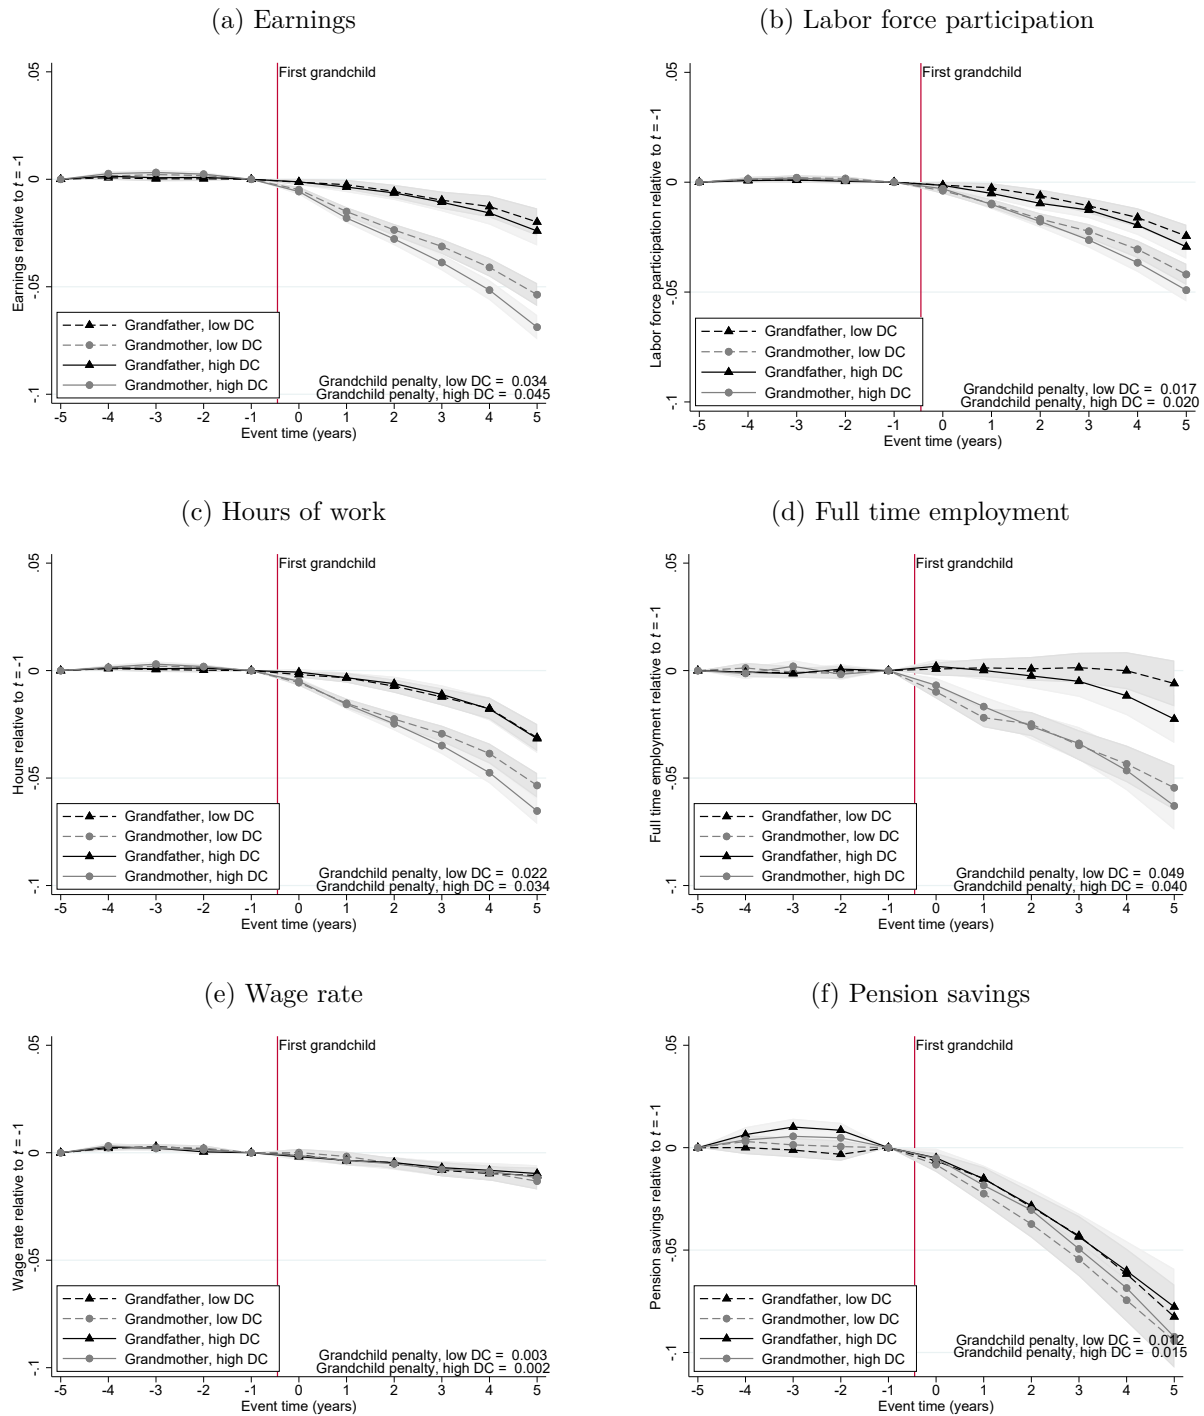 (a) Earnings
Earnings relative to t = -1
.05
0
-.05
-.1
First grandchild
Grandfather, low DC
Grandmother, low DC
Grandfather, high DC
Grandmother, high DC
Grandchild penalty, low DC = 0.034
Grandchild penalty, high DC = 0.045
-5 -4 -3 -2 -1 0 1 2 3 4 5
Event time (years)
(b) Labor force participation
Labor force participation relative to t = -1
.05
0
-.05
-.1
First grandchild
Grandfather, low DC
Grandmother, low DC
Grandfather, high DC
Grandmother, high DC
Grandchild penalty, low DC = 0.017
Grandchild penalty, high DC = 0.020
-5 -4 -3 -2 -1 0 1 2 3 4 5
Event time (years)
(c) Hours of work
Hours relative to t = -1
.05
0
-.05
-.1
First grandchild
Grandfather, low DC
Grandmother, low DC
Grandfather, high DC
Grandmother, high DC
Grandchild penalty, low DC = 0.022
Grandchild penalty, high DC = 0.034
-5 -4 -3 -2 -1 0 1 2 3 4 5
Event time (years)
(d) Full time employment
Full time employment relative to t = -1
.05
0
-.05
-.1
First grandchild
Grandfather, low DC
Grandmother, low DC
Grandfather, high DC
Grandmother, high DC
Grandchild penalty, low DC = 0.049
Grandchild penalty, high DC = 0.040
-5 -4 -3 -2 -1 0 1 2 3 4 5
Event time (years)
(e) Wage rate
Wage rate relative to t = -1
.05
0
-.05
-.1
First grandchild
Grandfather, low DC
Grandmother, low DC
Grandfather, high DC
Grandmother, high DC
Grandchild penalty, low DC = 0.003
Grandchild penalty, high DC = 0.002
-5 -4 -3 -2 -1 0 1 2 3 4 5
Event time (years)
(f) Pension savings
Pension savings relative to t = -1
.05
0
-.05
-.1
First grandchild
Grandfather, low DC
Grandmother, low DC
Grandfather, high DC
Grandmother, high DC
Grandchild penalty, low DC = 0.012
Grandchild penalty, high DC = 0.015
-5 -4 -3 -2 -1 0 1 2 3 4 5
Event time (years)